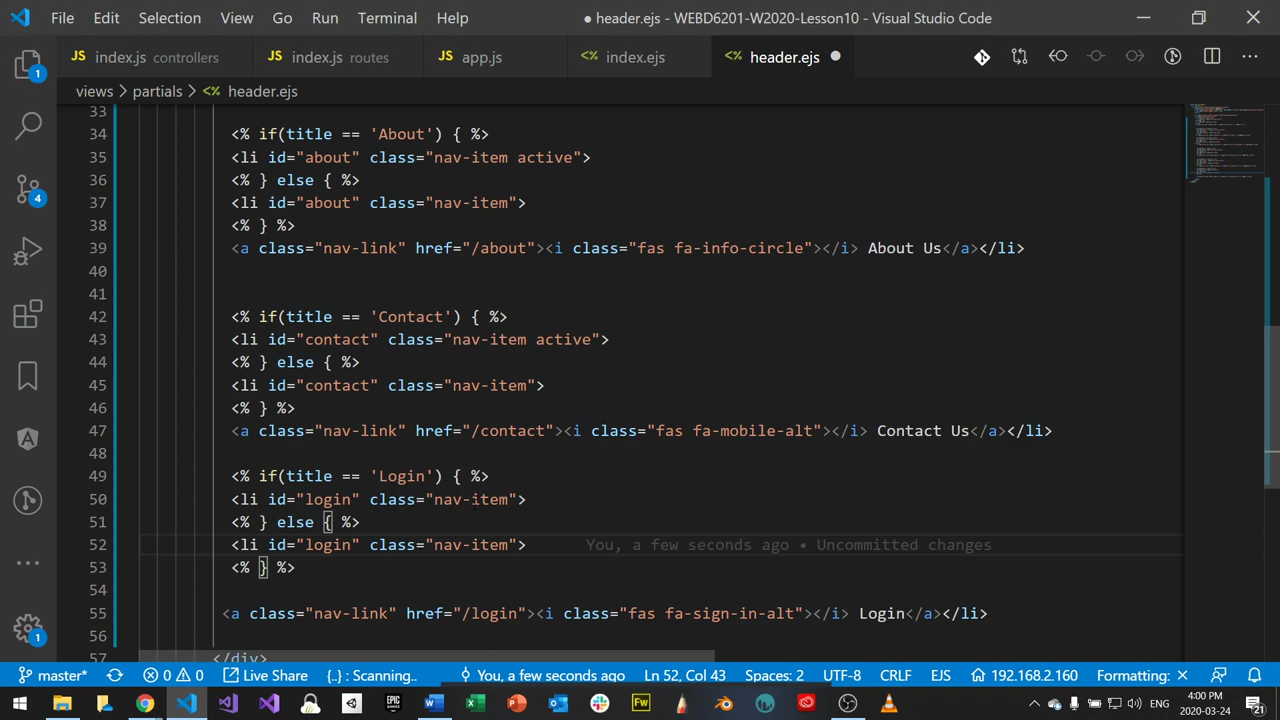 File Edit Selection View Go Run Terminal Help
● header.ejs - WEBD6201-W2020-Lesson10 - Visual Studio Code
JS index.js controllers
JS index.js routes
JS app.js
<%> index.ejs
<%> header.ejs ●
views > partials > <%> header.ejs
33
34 <% if(title == 'About') { %>
35 <li id="about" class="nav-item active">
36 <% } else { %>
37 <li id="about" class="nav-item">
38 <% } %>
39 <a class="nav-link" href="/about"><i class="fas fa-info-circle"></i> About Us</a></li>
40
41
42 <% if(title == 'Contact') { %>
43 <li id="contact" class="nav-item active">
44 <% } else { %>
45 <li id="contact" class="nav-item">
46 <% } %>
47 <a class="nav-link" href="/contact"><i class="fas fa-mobile-alt"></i> Contact Us</a></li>
48
49 <% if(title == 'Login') { %>
50 <li id="login" class="nav-item">
51 <% } else { %>
52 <li id="login" class="nav-item"> You, a few seconds ago • Uncommitted changes
53 <% } %>
54
55 <a class="nav-link" href="/login"><i class="fas fa-sign-in-alt"></i> Login</a></li>
56
57 </div>
1
4
1
master* 0 0 Live Share {..} : Scanning.. You, a few seconds ago Ln 52, Col 43 Spaces: 2 UTF-8 CRLF EJS 192.168.2.160 Formatting: ×
4:00 PM
ENG
2020-03-24
21